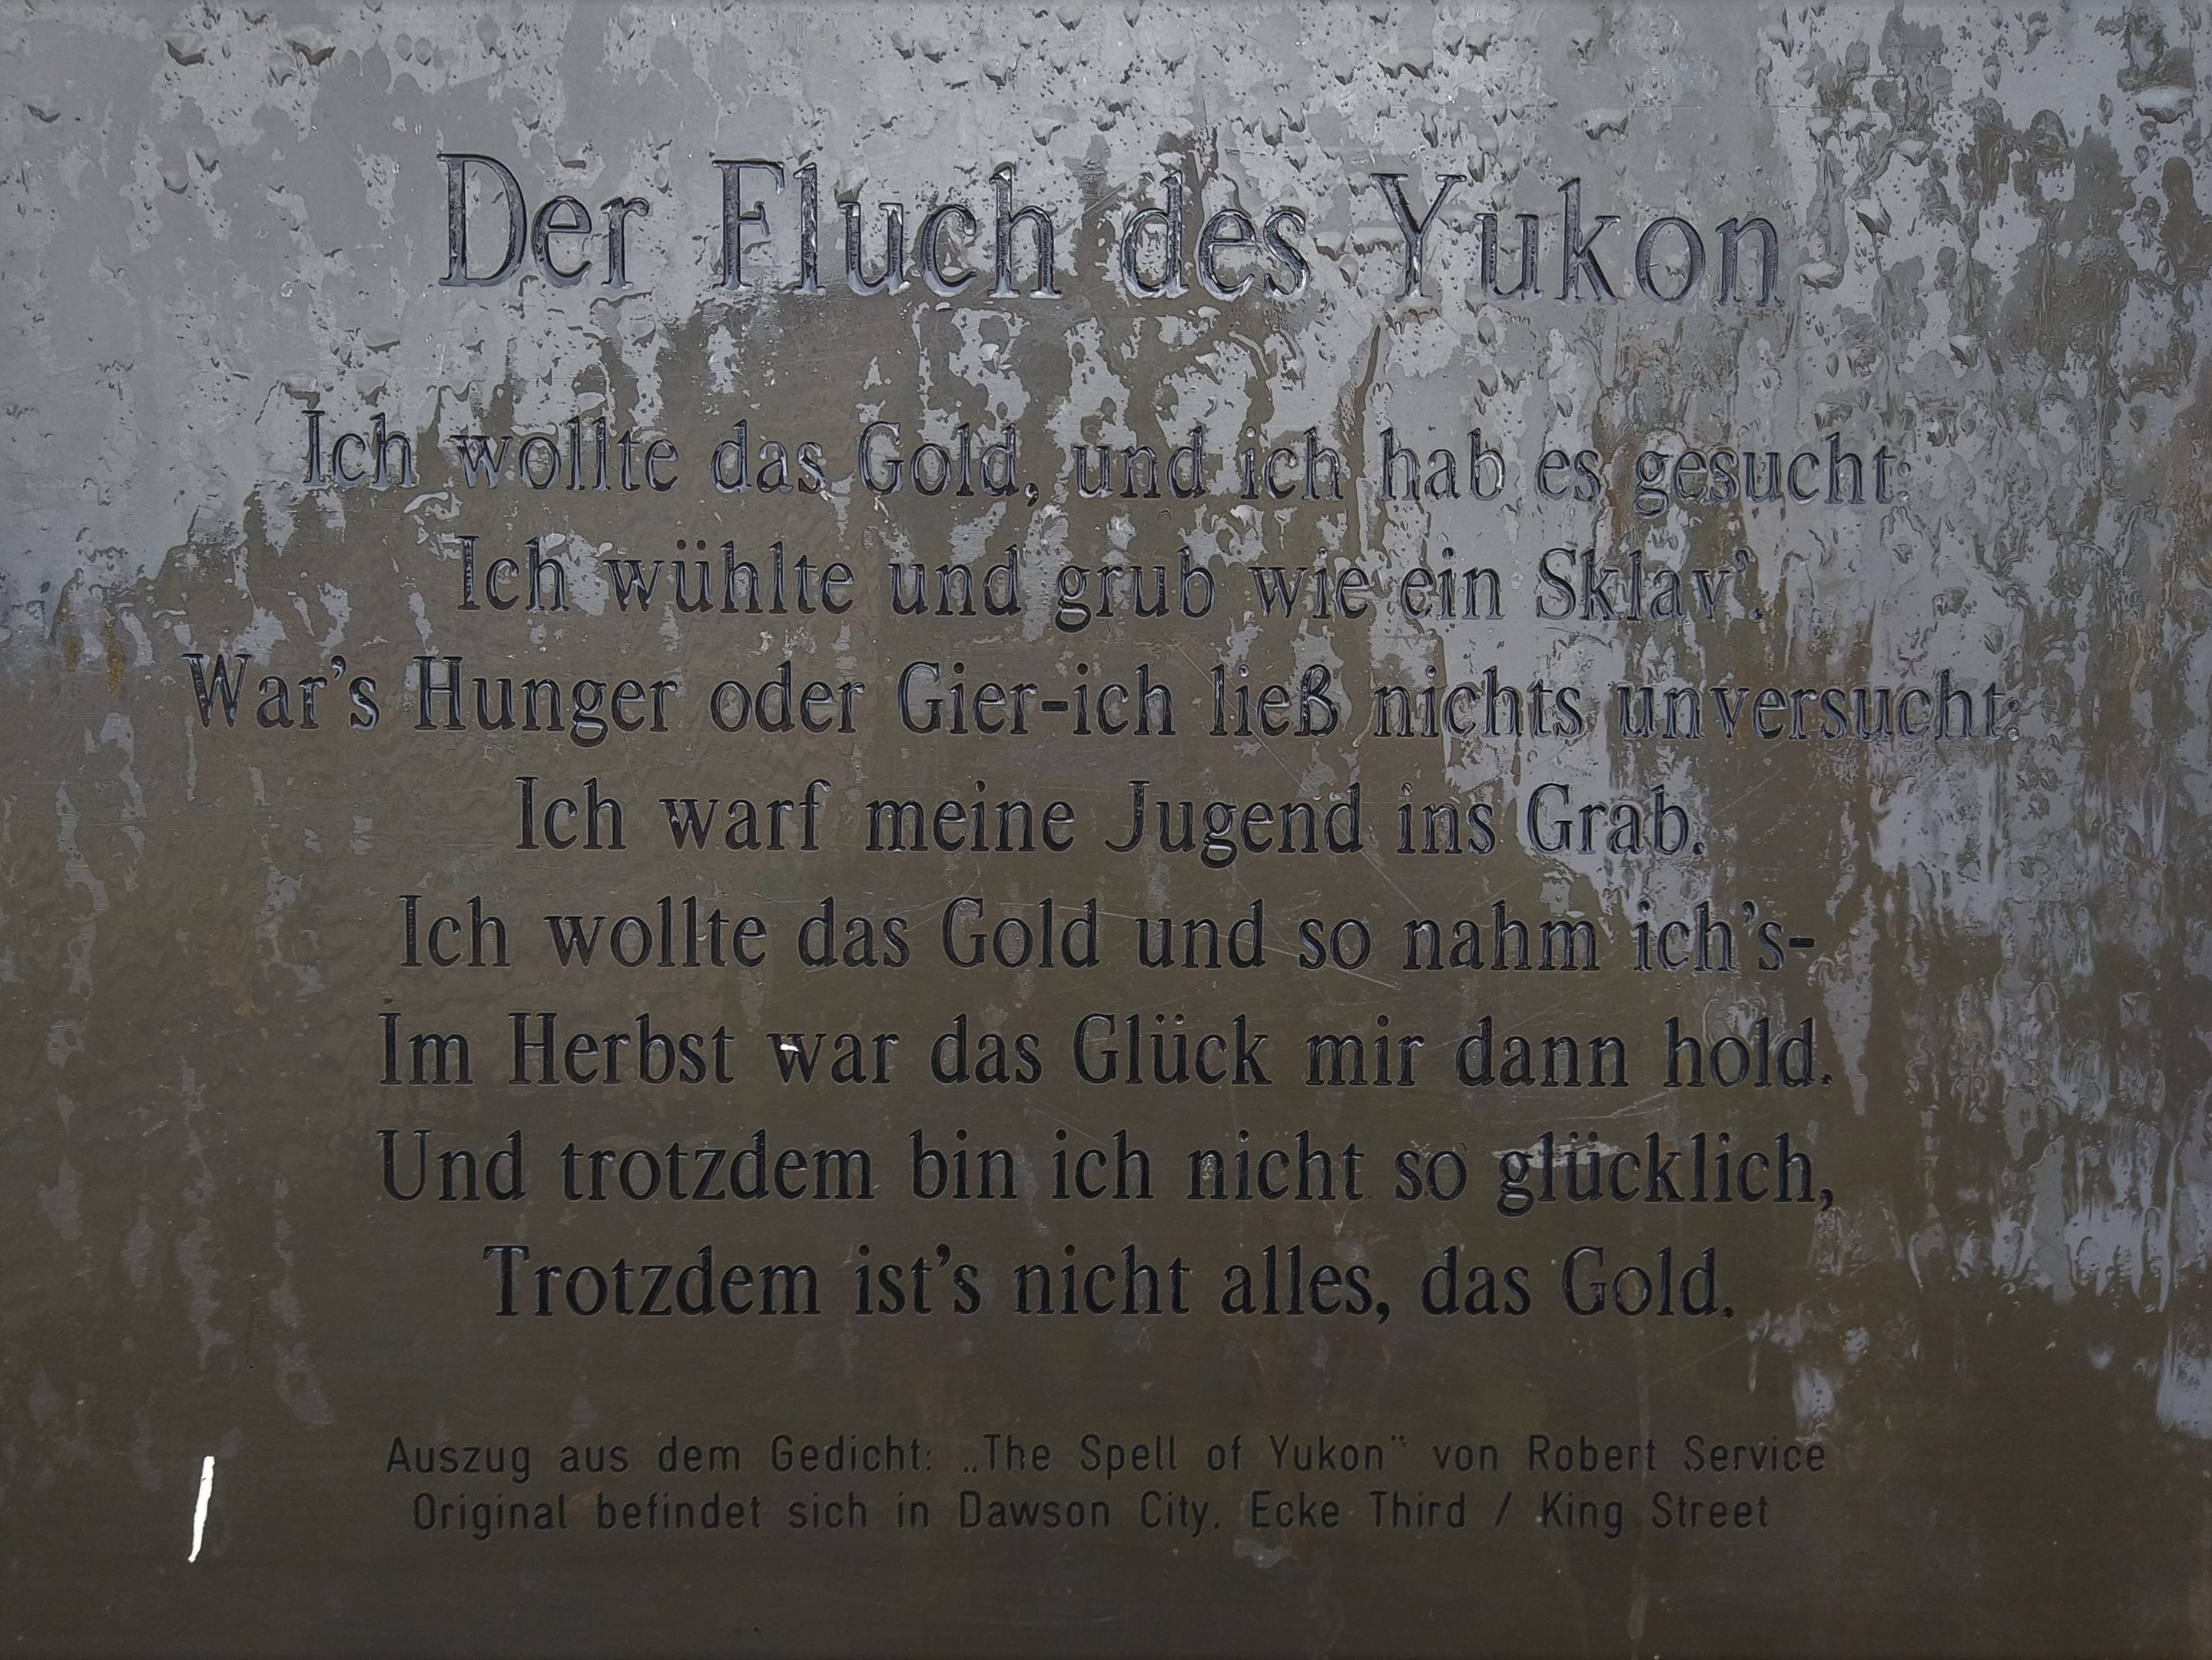 Der Fluch des Yukon
Ich wollte das Gold, und ich hab es gesucht:
Ich wühlte und grub wie ein Sklav'.
War's Hunger oder Gier-ich ließ nichts unversucht:
Ich warf meine Jugend ins Grab.
Ich wollte das Gold und so nahm ich's-
Im Herbst war das Glück mir dann hold.
Und trotzdem bin ich nicht so glücklich,
Trotzdem ist's nicht alles, das Gold.
Auszug aus dem Gedicht: „The Spell of Yukon" von Robert Service
Original befindet sich in Dawson City, Ecke Third / King Street